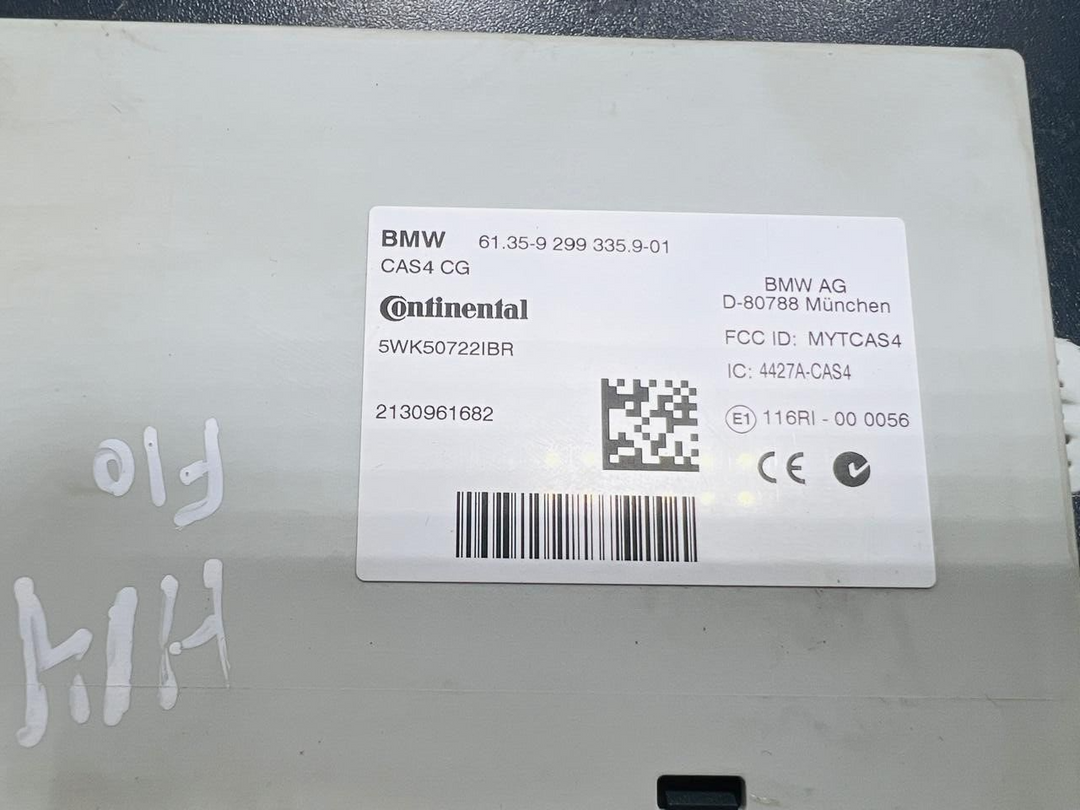 BMW 61.35-9 299 335.9-01
CAS4 CG
Continental
5WK50722IBR
2130961682
BMW AG
D-80788 München
FCC ID: MYTCAS4
IC: 4427A-CAS4
E1 116RI - 00 0056
CE
F10